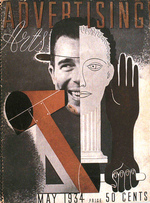 ADVERTISING
Arts
MAY 1934 PRICE 50 CENTS